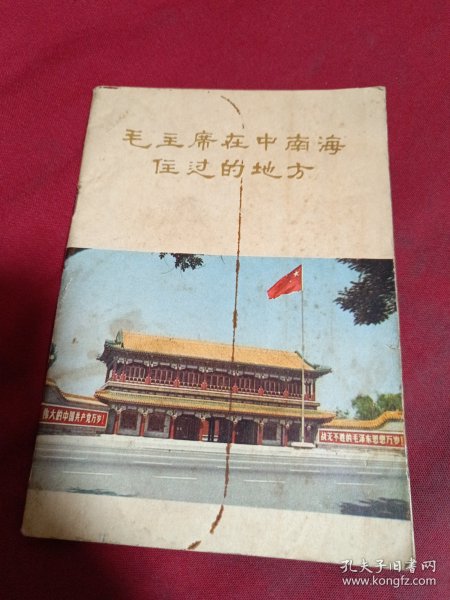 毛主席在中南海
住过的地方
伟大的中国共产党万岁!
战无不胜的毛泽东思想万岁!
孔夫子旧书网
www.kongfz.com